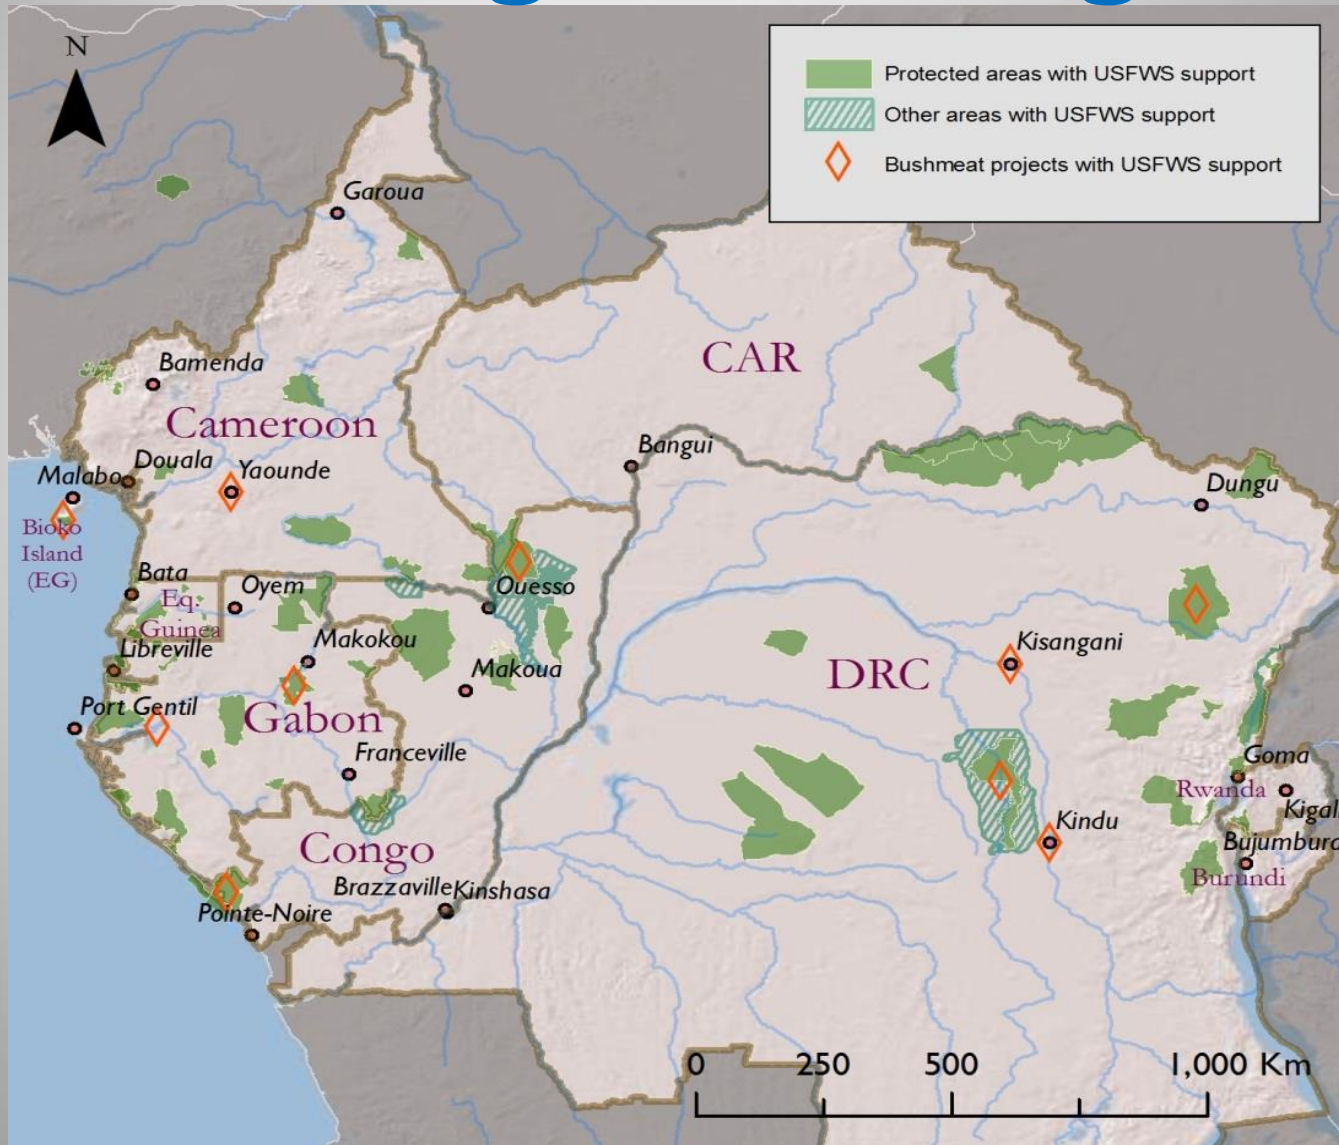 N
Protected areas with USFWS support
Other areas with USFWS support
Bushmeat projects with USFWS support
Garoua
CAR
Bamenda
Cameroon
Bangui
Douala
Yaounde
Malabo
Dungu
Bioko
Island
(EG)
Bata
Oyem
Ouesso
Eq.
Guinea
Makokou
Kisangani
Libreville
Makoua
DRC
Port Gentil
Gabon
Franceville
Goma
Rwanda
Kigali
Kindu
Congo
Bujumbura
Burundi
Brazzaville
Kinshasa
Pointe-Noire
0 250 500 1,000 Km